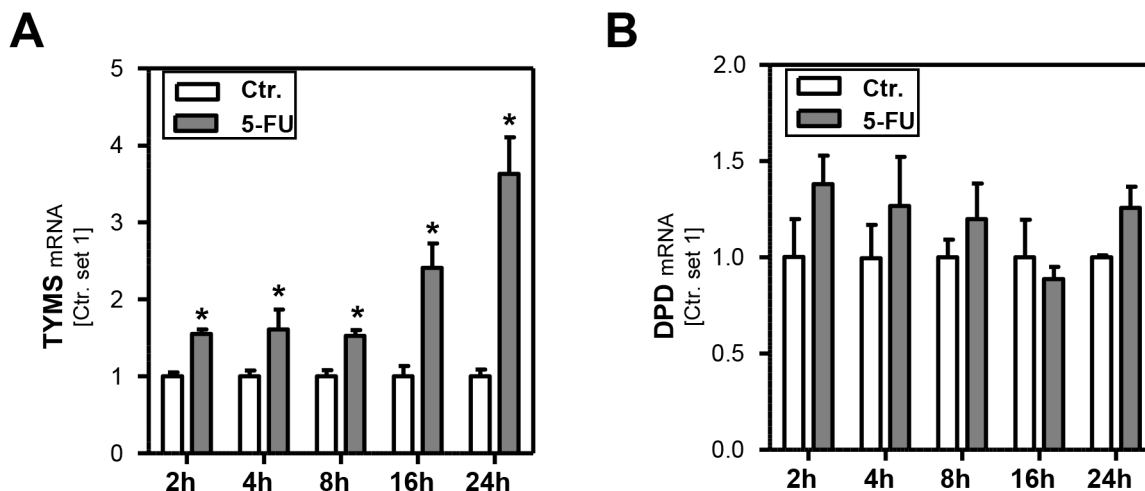 A
TYMS mRNA
[Ctr. set 1]
5
4
3
2
1
0
Ctr.
5-FU
*
*
*
*
*
2h 4h 8h 16h 24h
B
DPD mRNA
[Ctr. set 1]
2.0
1.5
1.0
0.5
0.0
Ctr.
5-FU
2h 4h 8h 16h 24h